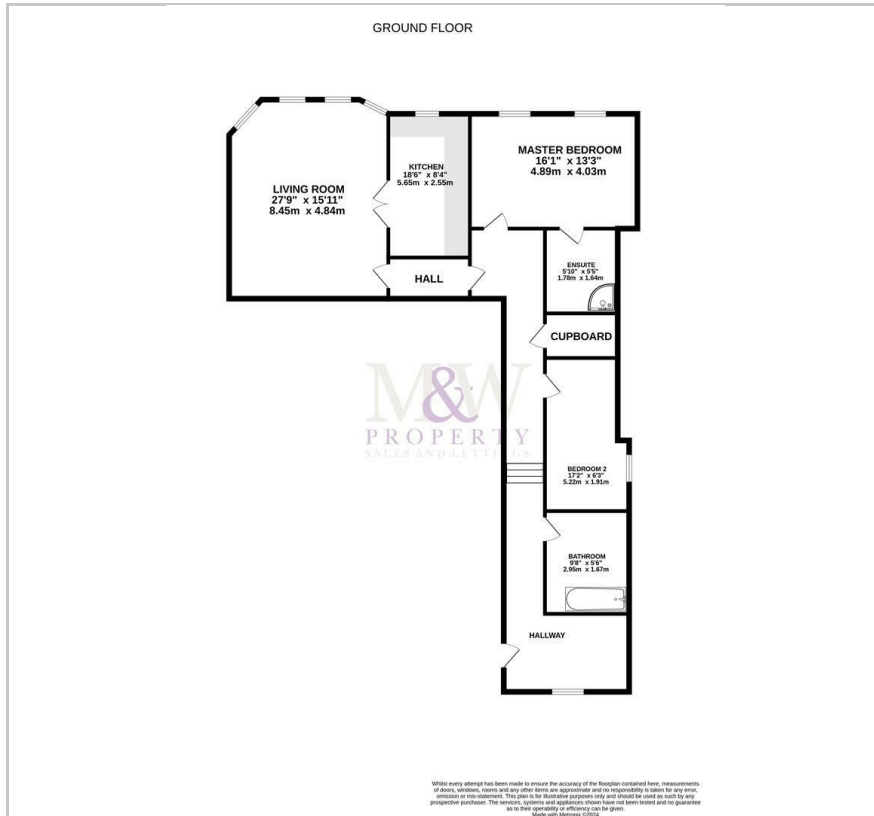 GROUND FLOOR
LIVING ROOM
27'9" x 15'11"
8.45m x 4.84m
KITCHEN
18'6" x 8'4"
5.65m x 2.55m
MASTER BEDROOM
16'1" x 13'3"
4.89m x 4.03m
HALL
ENSUITE
5'10" x 5'5"
1.78m x 1.64m
CUPBOARD
M&W
PROPERTY
SALES AND LETTINGS
BEDROOM 2
17'2" x 6'3"
5.22m x 1.91m
BATHROOM
9'8" x 5'6"
2.95m x 1.67m
HALLWAY
Whilst every attempt has been made to ensure the accuracy of the floorplan contained here, measurements
of doors, windows, rooms and any other items are approximate and no responsibility is taken for any error,
omission or mis-statement. This plan is for illustrative purposes only and should be used as such by any
prospective purchaser. The services, systems and appliances shown have not been tested and no guarantee
as to their operability or efficiency can be given.
Made with Metropix ©2024